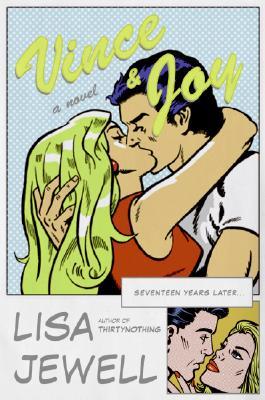 Vince
& Joy
a novel
SEVENTEEN YEARS LATER...
LISA
AUTHOR OF
THIRTYNOTHING
JEWELL